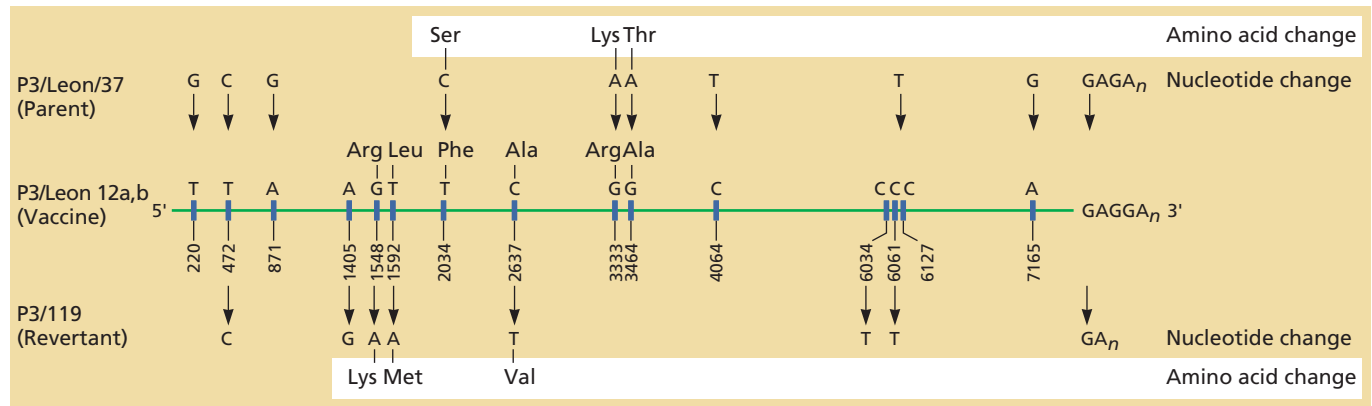 Ser Lys Thr Amino acid change
P3/Leon/37 G C G C A A T T G GAGAn Nucleotide change
(Parent)
Arg Leu Phe Ala Arg Ala
P3/Leon 12a,b T T A A G T T C G G C C C C A
(Vaccine) 5' GAGGAn 3'
220 472 871 1405 1548 1592 2034 2637 3333 3464 4064 6034 6061 6127 7165
P3/119
(Revertant) C G A A T T T GAn Nucleotide change
Lys Met Val Amino acid change